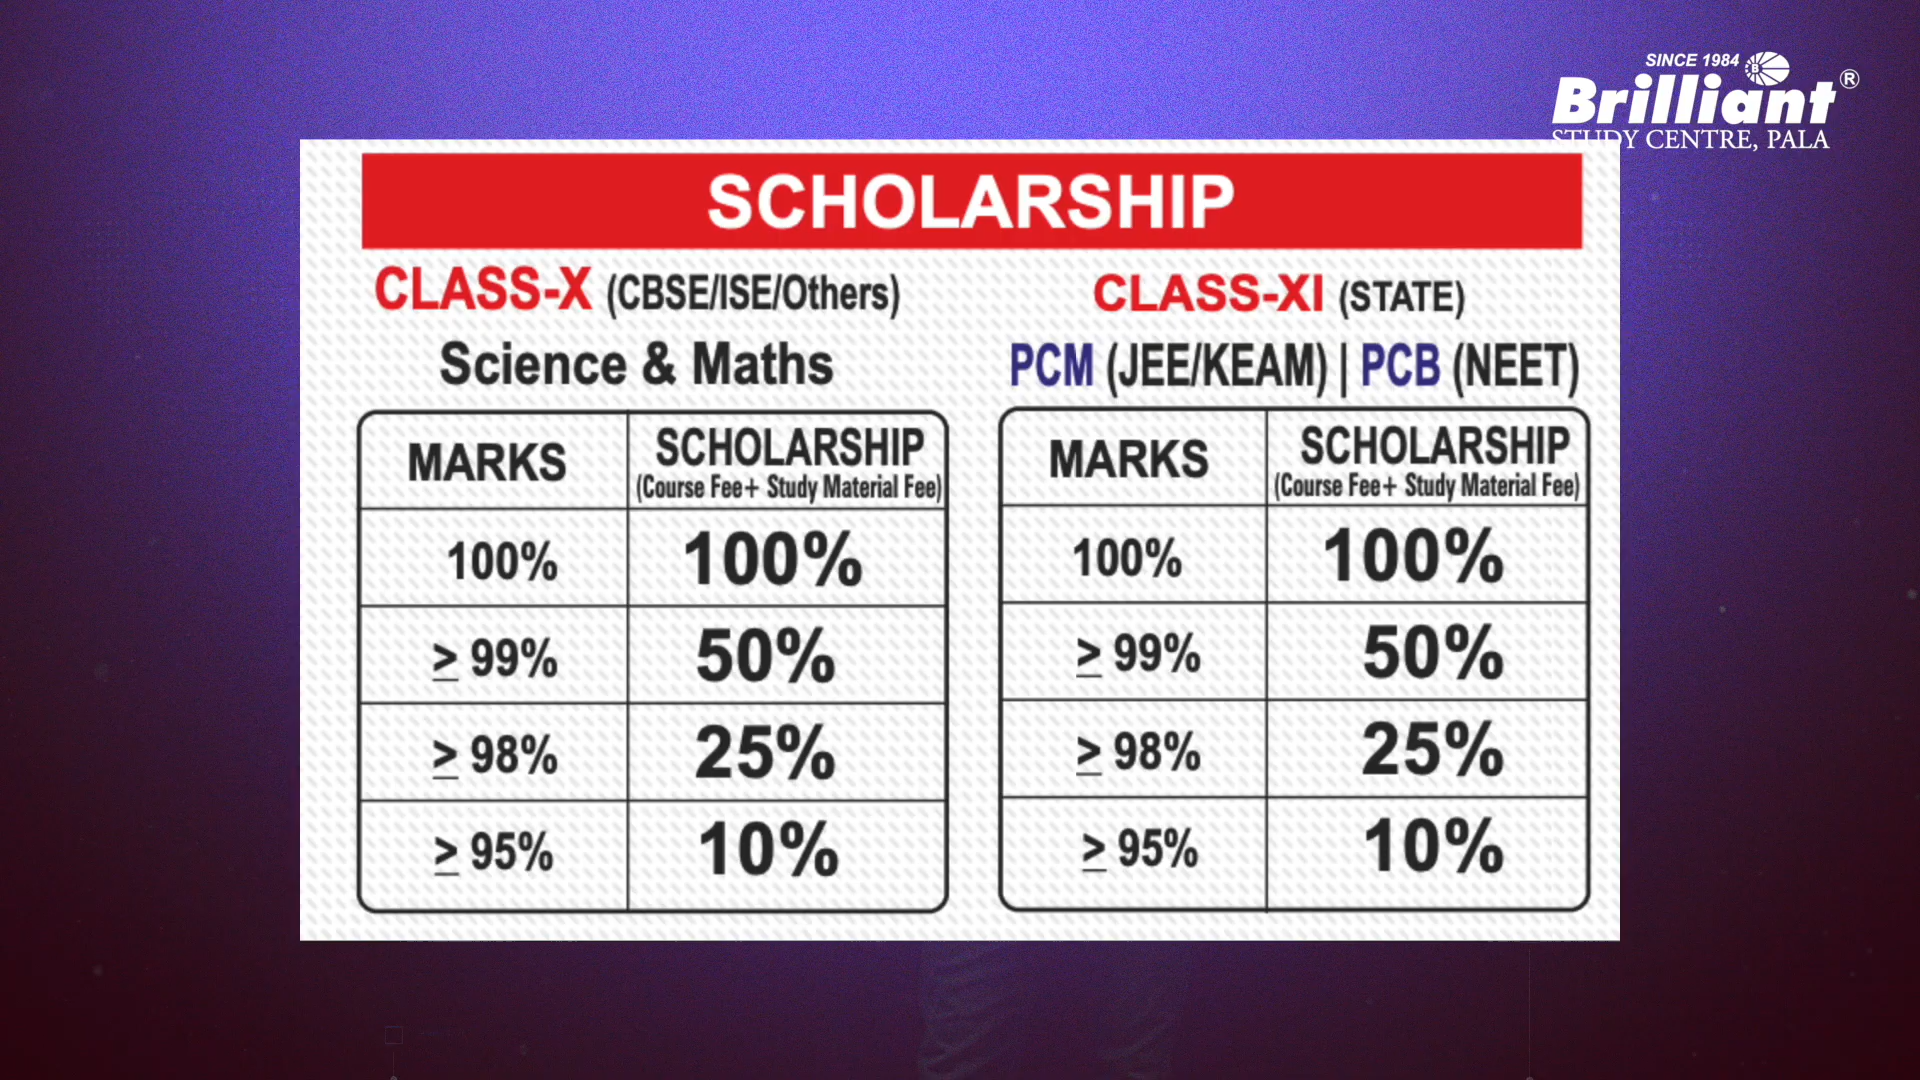 SINCE 1984
B
Brilliant®
STUDY CENTRE, PALA
SCHOLARSHIP
CLASS-X (CBSE/ISE/Others)
Science & Maths
MARKS SCHOLARSHIP
(Course Fee+ Study Material Fee)
100% 100%
≥ 99% 50%
≥ 98% 25%
≥ 95% 10%
CLASS-XI (STATE)
PCM (JEE/KEAM) | PCB (NEET)
MARKS SCHOLARSHIP
(Course Fee+ Study Material Fee)
100% 100%
≥ 99% 50%
≥ 98% 25%
≥ 95% 10%